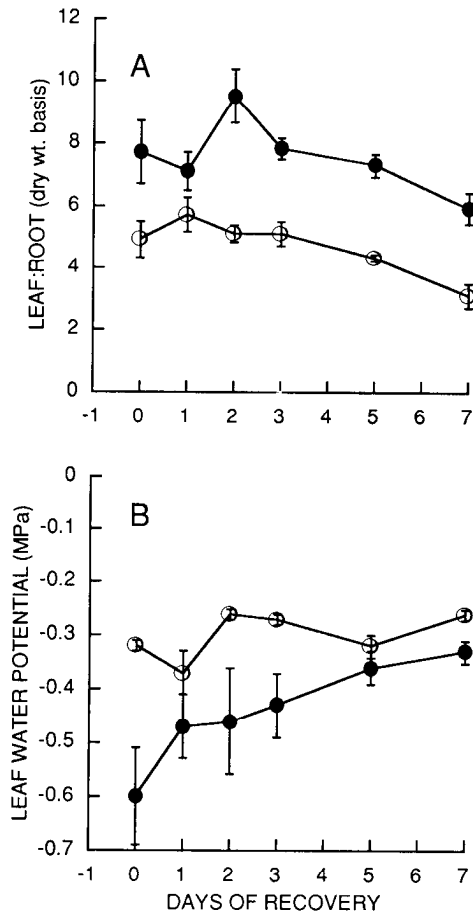 12
10
8
6
4
2
0
A
LEAF:ROOT (dry wt. basis)
-1 0 1 2 3 4 5 6 7
0
-0.1
-0.2
-0.3
-0.4
-0.5
-0.6
-0.7
B
LEAF WATER POTENTIAL (MPa)
-1 0 1 2 3 4 5 6 7
DAYS OF RECOVERY